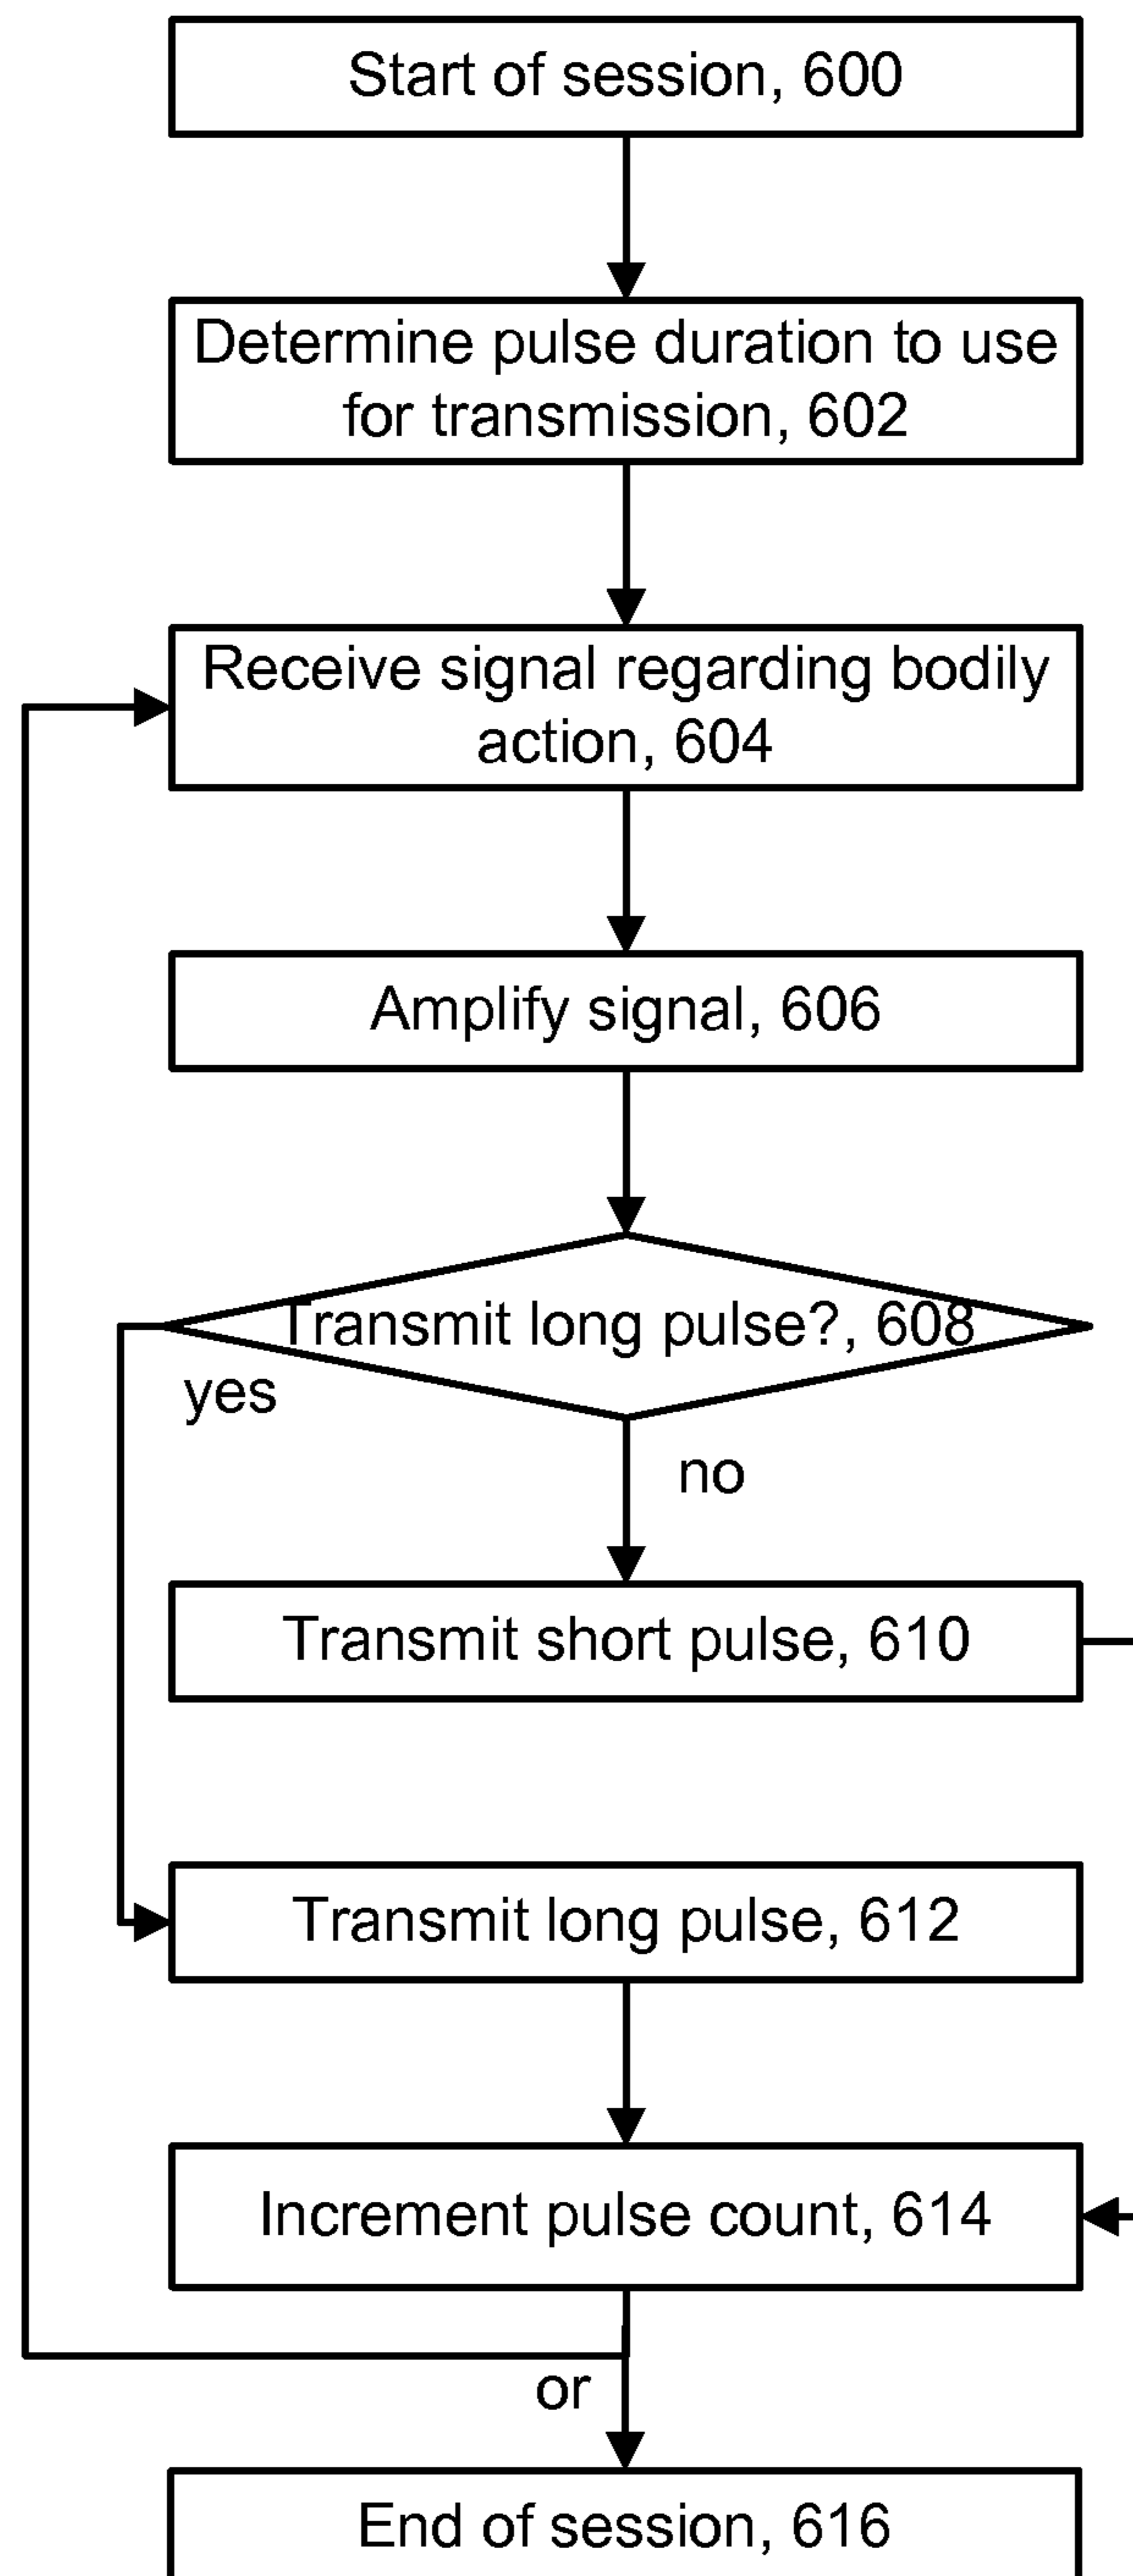 Start of session, 600
Determine pulse duration to use
for transmission, 602
Receive signal regarding bodily
action, 604
Amplify signal, 606
Transmit long pulse?, 608
yes
no
Transmit short pulse, 610
Transmit long pulse, 612
Increment pulse count, 614
or
End of session, 616